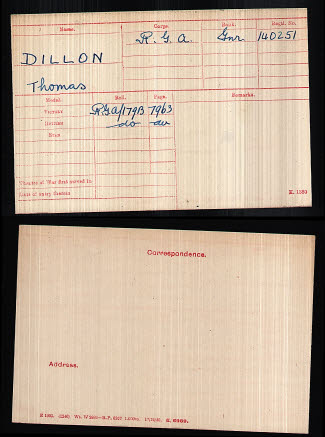 Name. Corps. Rank. Regtl. No.
R.G.A. Gnr 140251
DILLON
Thomas
Medal. Roll. Page. Remarks.
Victory RGA/179B 7963
British do do
Star
Theatre of War first served in
Date of entry therein
K. 1380
Correspondence.
Address.